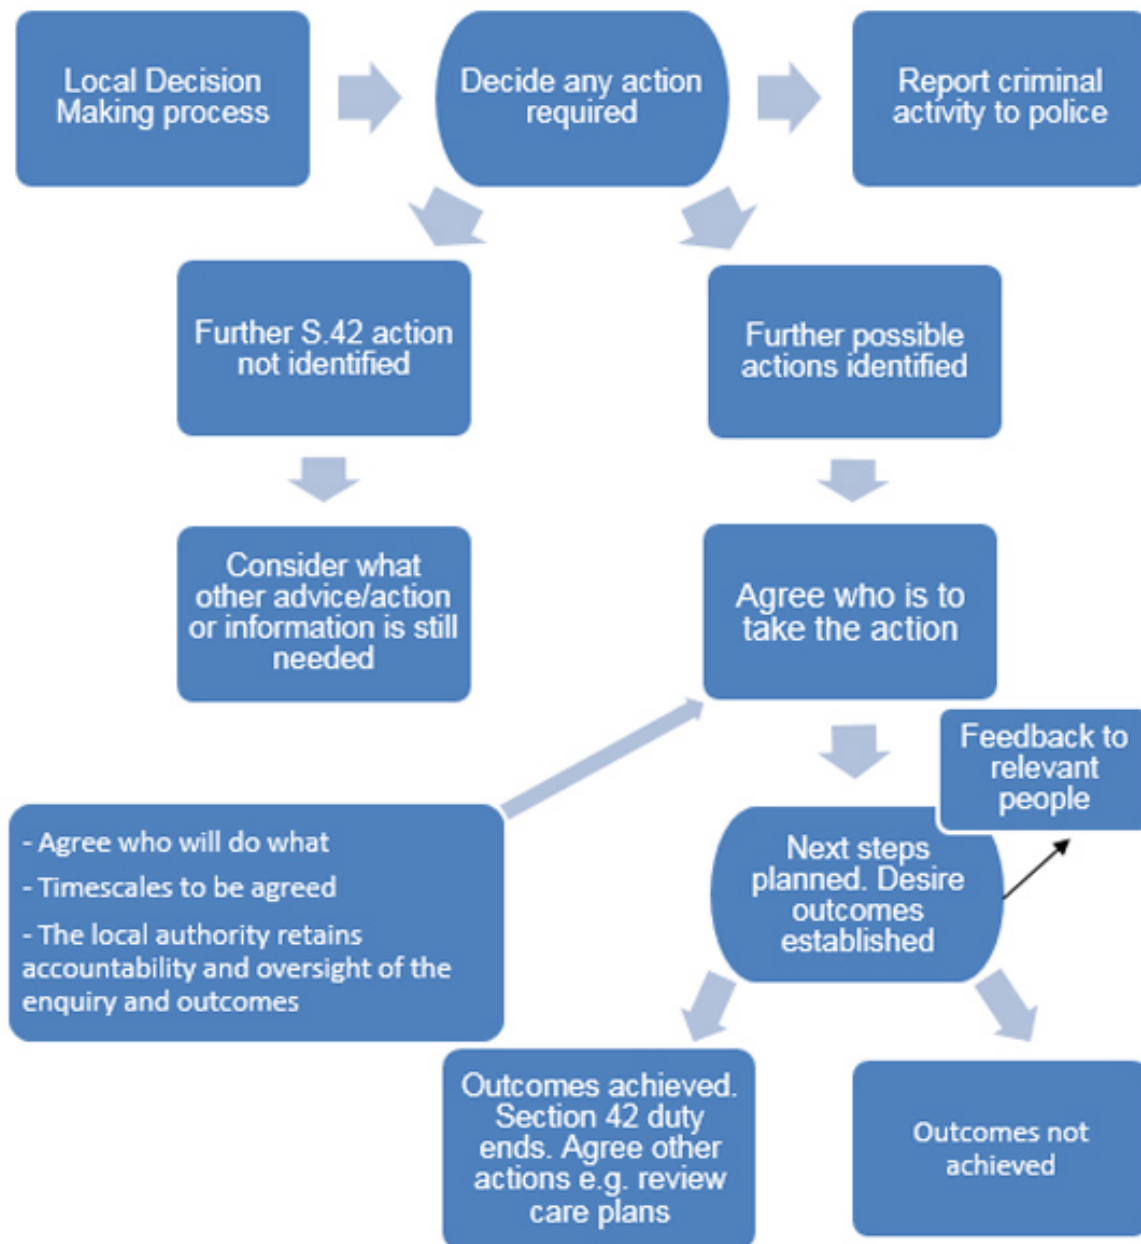 Local Decision
Making process
Decide any action
required
Report criminal
activity to police
Further S.42 action
not identified
Further possible
actions identified
Consider what
other advice/action
or information is still
needed
Agree who is to
take the action
Feedback to
relevant
people
- Agree who will do what
- Timescales to be agreed
- The local authority retains
accountability and oversight of the
enquiry and outcomes
Next steps
planned. Desire
outcomes
established
Outcomes achieved.
Section 42 duty
ends. Agree other
actions e.g. review
care plans
Outcomes not
achieved